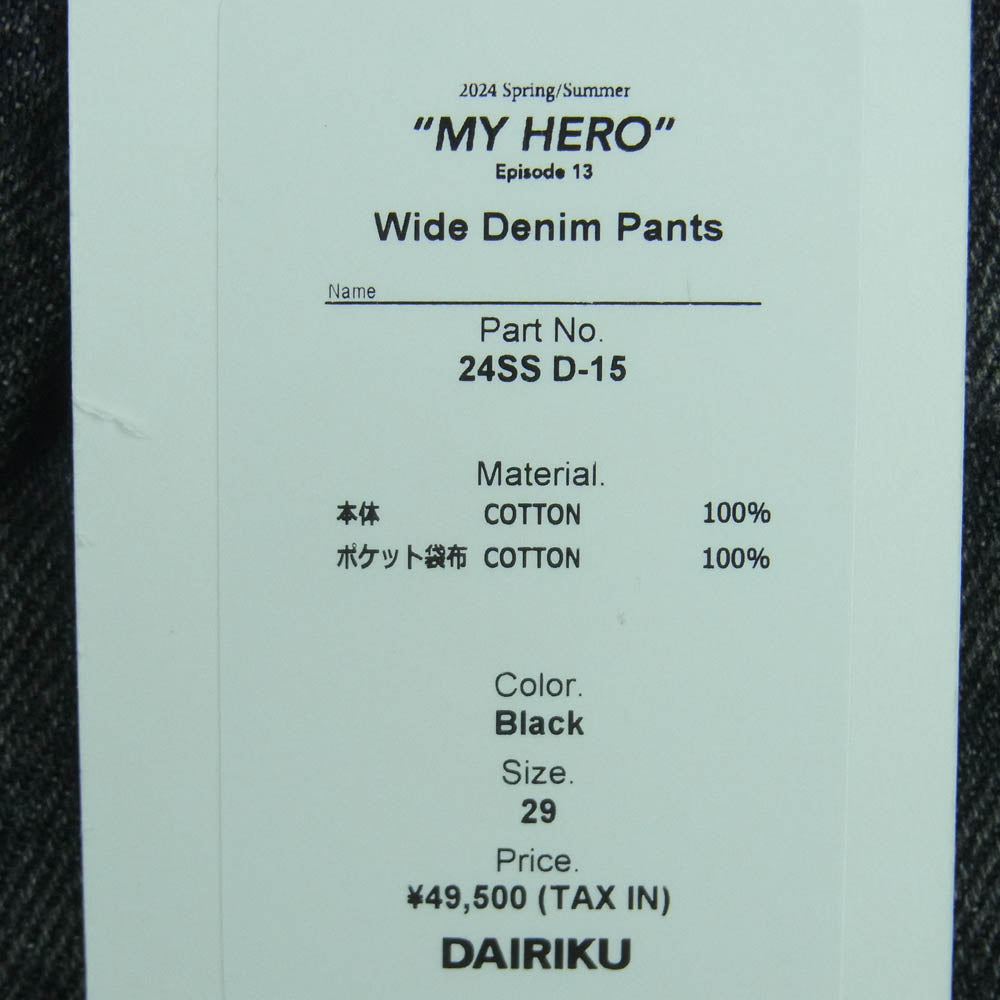 2024 Spring/Summer
“MY HERO”
Episode 13
Wide Denim Pants
Name
Part No.
24SS D-15
Material.
本体 COTTON 100%
ポケット袋布 COTTON 100%
Color.
Black
Size.
29
Price.
¥49,500 (TAX IN)
DAIRIKU